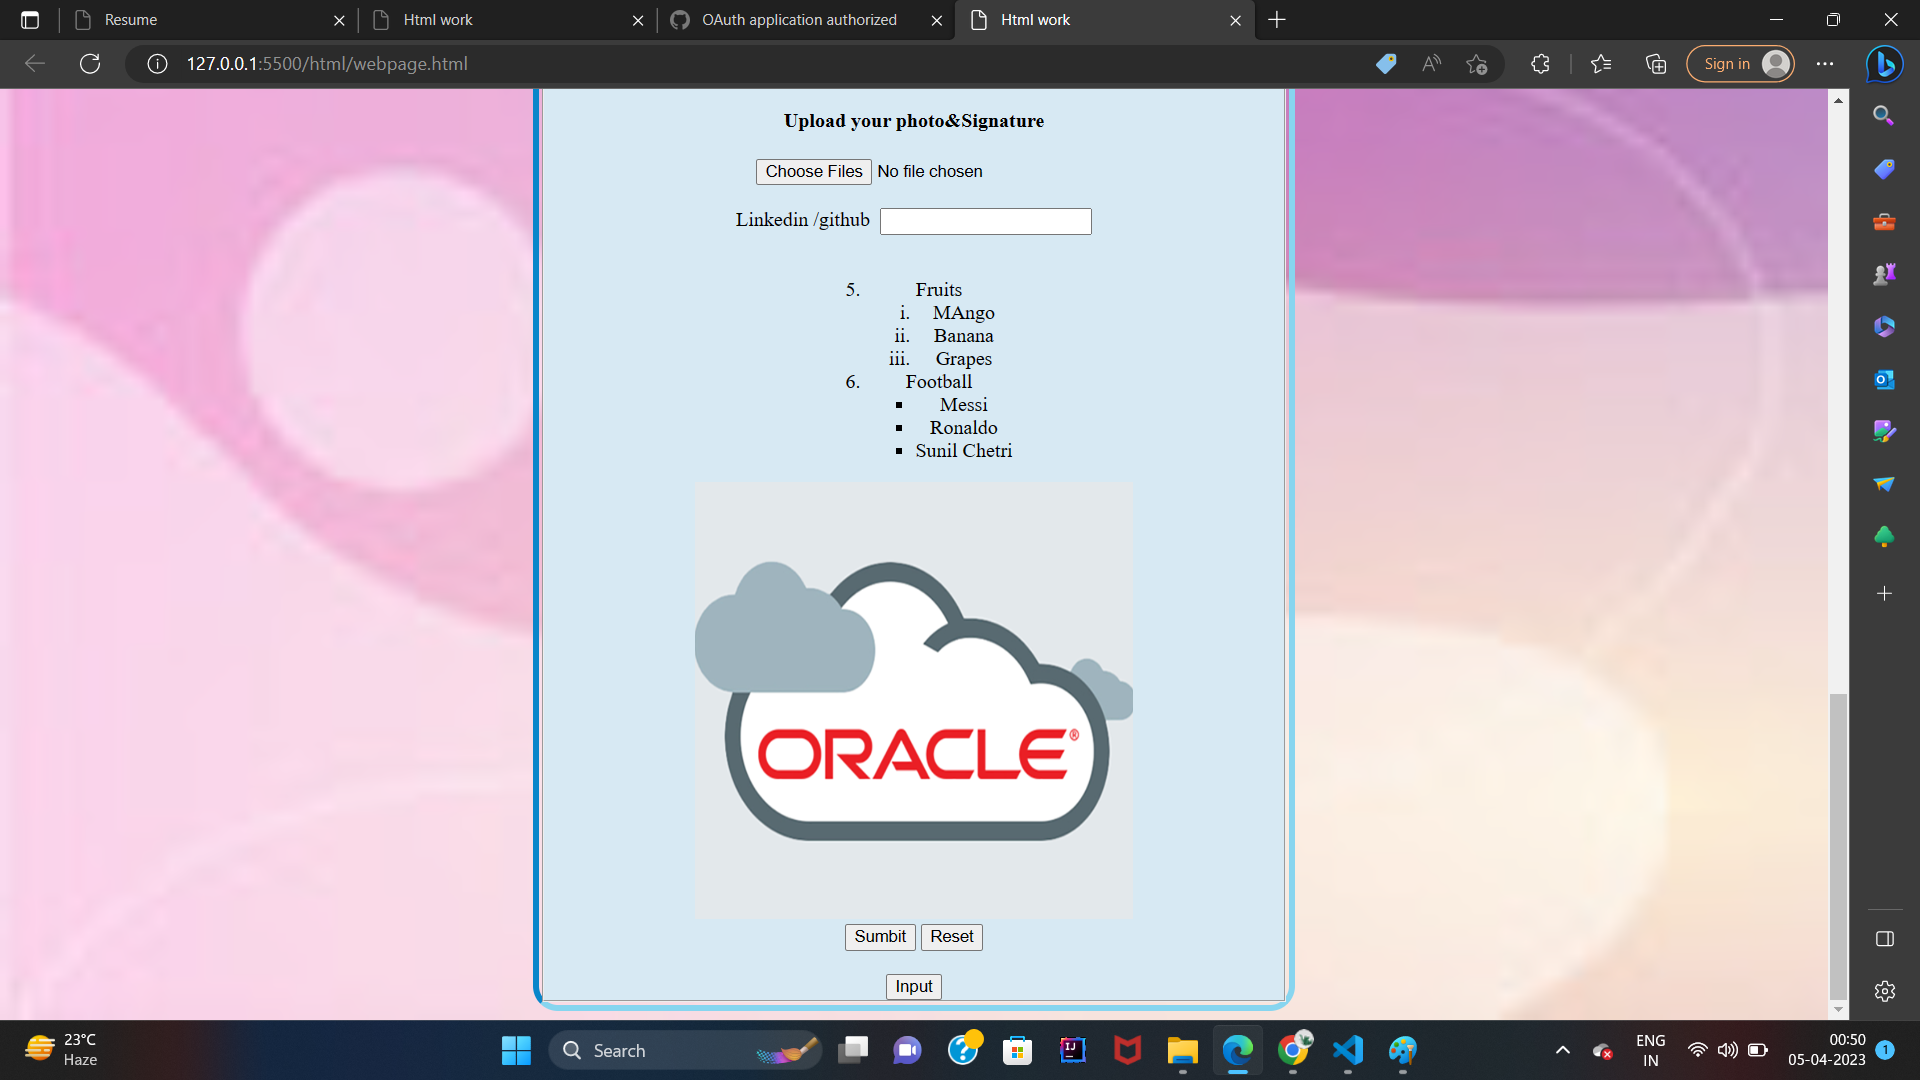 Resume
Html work
OAuth application authorized
Html work
127.0.0.1:5500/html/webpage.html
Sign in
Upload your photo&Signature
Choose Files No file chosen
Linkedin /github
5. Fruits
i. MAngo
ii. Banana
iii. Grapes
6. Football
▪ Messi
▪ Ronaldo
▪ Sunil Chetri
ORACLE®
Sumbit Reset
Input
23°C
Haze
Search
ENG
IN
00:50
05-04-2023
1